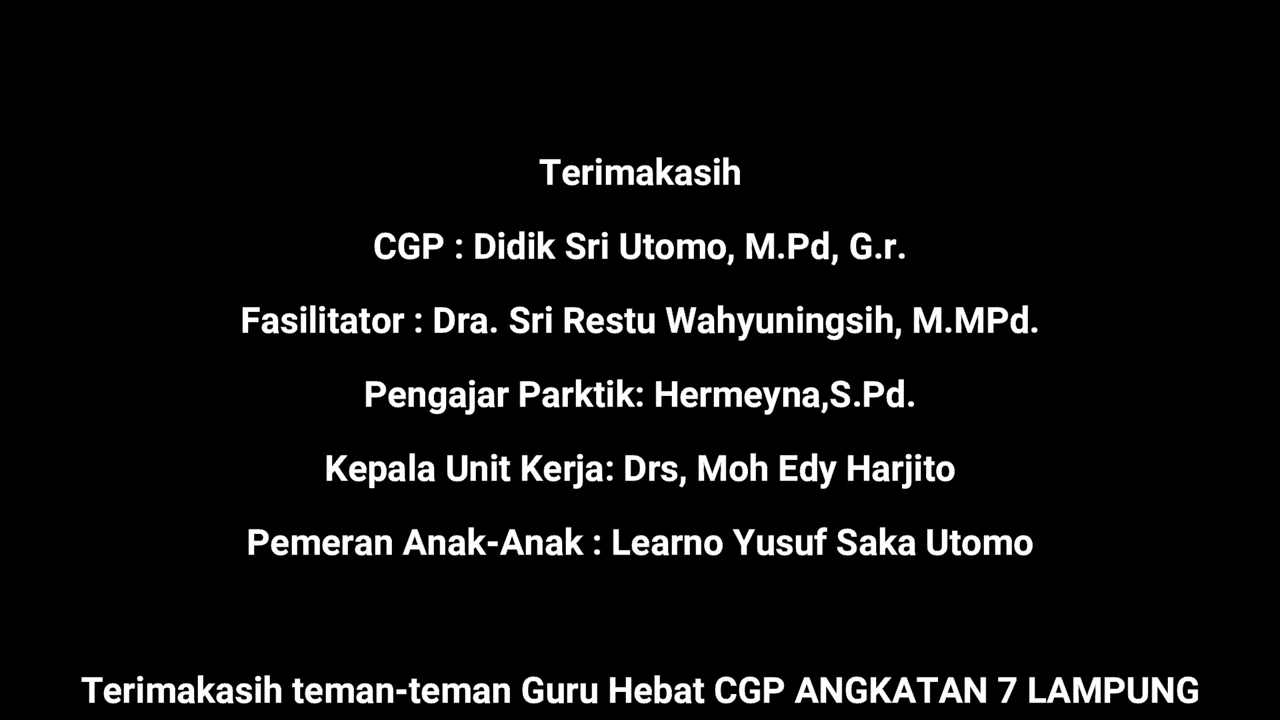 Terimakasih
CGP : Didik Sri Utomo, M.Pd, G.r.
Fasilitator : Dra. Sri Restu Wahyuningsih, M.MPd.
Pengajar Parktik: Hermeyna,S.Pd.
Kepala Unit Kerja: Drs, Moh Edy Harjito
Pemeran Anak-Anak : Learno Yusuf Saka Utomo
Terimakasih teman-teman Guru Hebat CGP ANGKATAN 7 LAMPUNG